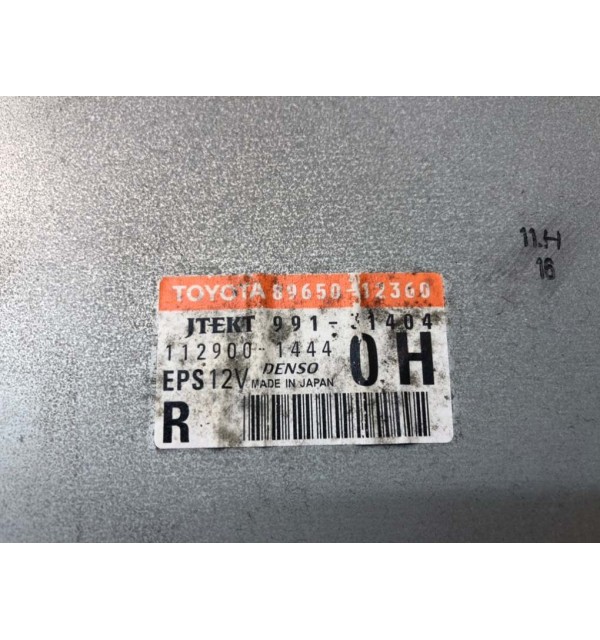 11.H
16
TOYOTA 89650-12360
JTEKT 991-31404
112900-1444
0H
EPS12V
DENSO
MADE IN JAPAN
R